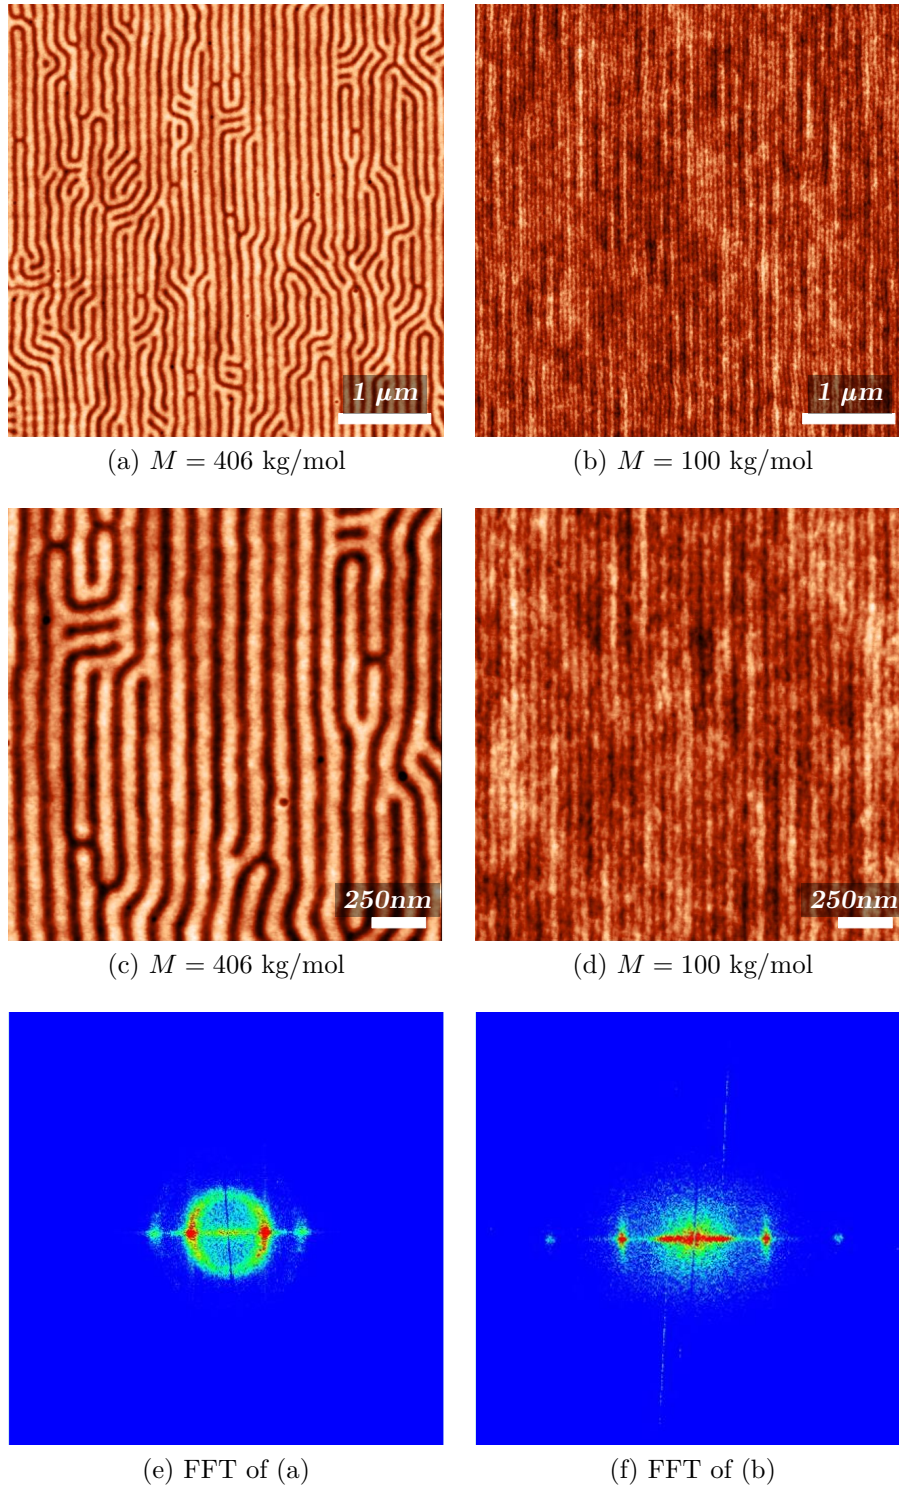 1 μm
1 μm
(a) M = 406 kg/mol
(b) M = 100 kg/mol
250nm
250nm
(c) M = 406 kg/mol
(d) M = 100 kg/mol
(e) FFT of (a)
(f) FFT of (b)